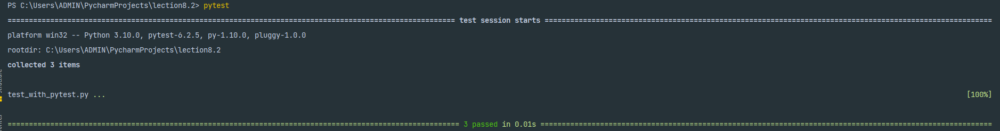 PS C:\Users\ADMIN\PycharmProjects\lection8.2> pytest
========================================================================================================= test session starts =========================================================================================================
platform win32 -- Python 3.10.0, pytest-6.2.5, py-1.10.0, pluggy-1.0.0
rootdir: C:\Users\ADMIN\PycharmProjects\lection8.2
collected 3 items
test_with_pytest.py ... [100%]
========================================================================================================== 3 passed in 0.01s ==========================================================================================================
Structure